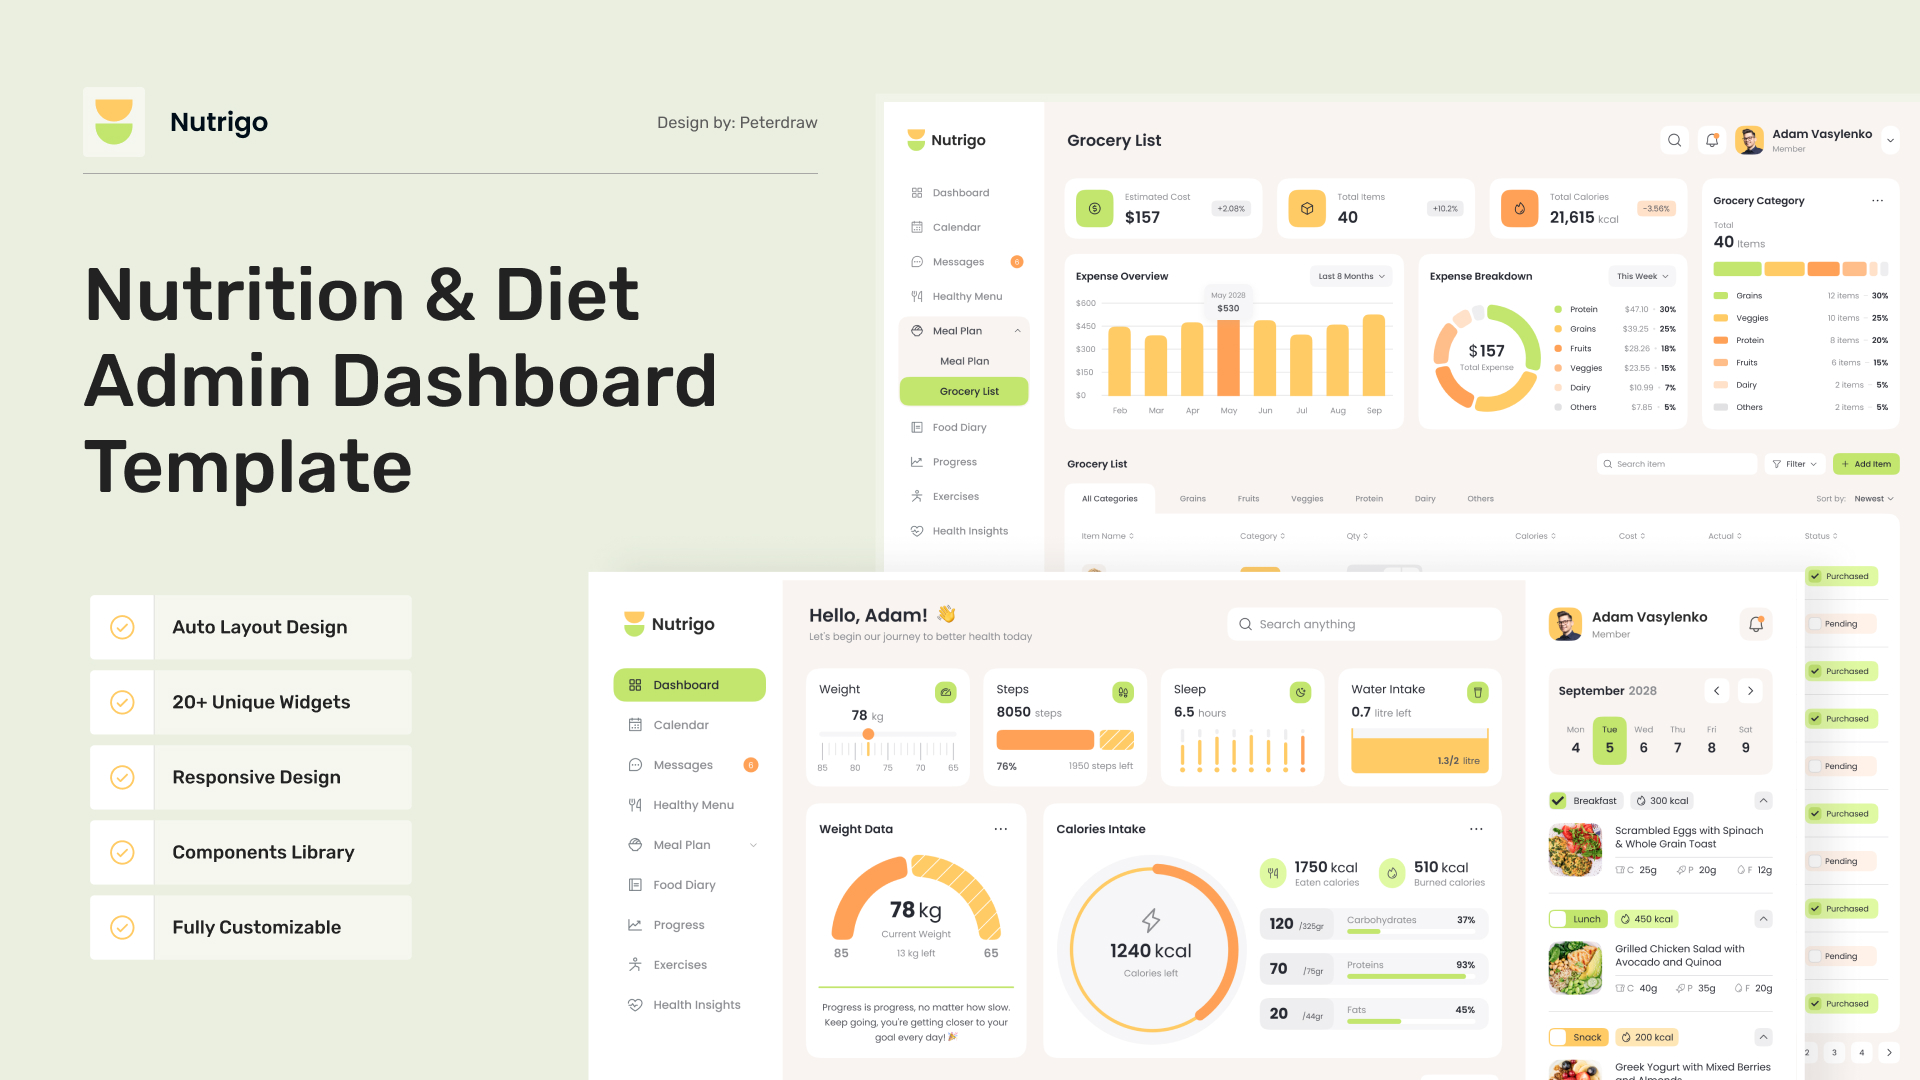 Nutrigo
Design by: Peterdraw
Nutrition & Diet
Admin Dashboard
Template
Auto Layout Design
20+ Unique Widgets
Responsive Design
Components Library
Fully Customizable
Nutrigo
Dashboard
Calendar
Messages 6
Healthy Menu
Meal Plan
Meal Plan
Grocery List
Food Diary
Progress
Exercises
Health Insights
Grocery List
Adam Vasylenko
Member
Estimated Cost
$157 +2.08%
Total Items
40 +10.2%
Total Calories
21,615 kcal -3.56%
Expense Overview Last 8 Months
May 2028
$530
$600
$450
$300
$150
$0
Feb Mar Apr May Jun Jul Aug Sep
Expense Breakdown This Week
$157
Total Expense
Protein $47.10 · 30%
Grains $39.25 · 25%
Fruits $28.26 · 18%
Veggies $23.55 · 15%
Dairy $10.99 · 7%
Others $7.85 · 5%
Grocery Category ...
Total
40 Items
Grains 12 items · 30%
Veggies 10 items · 25%
Protein 8 items · 20%
Fruits 6 items · 15%
Dairy 2 items · 5%
Others 2 items · 5%
Grocery List
Search item
Filter
+ Add Item
All Categories Grains Fruits Veggies Protein Dairy Others
Sort by: Newest
Item Name Category Qty Calories Cost Actual Status
Purchased
Pending
Purchased
Purchased
Pending
Purchased
Pending
Purchased
Pending
Purchased
2 3 4
Nutrigo
Dashboard
Calendar
Messages 6
Healthy Menu
Meal Plan
Food Diary
Progress
Exercises
Health Insights
Hello, Adam! 👋
Let's begin our journey to better health today
Search anything
Weight
78 kg
85 80 75 70 65
Steps
8050 steps
76% 1950 steps left
Sleep
6.5 hours
Water Intake
0.7 litre left
1.3/2 litre
Weight Data ...
78 kg
Current Weight
85 13 kg left 65
Progress is progress, no matter how slow.
Keep going, you're getting closer to your
goal every day! 🎉
Calories Intake ...
1240 kcal
Calories left
1750 kcal
Eaten calories
510 kcal
Burned calories
120 /325gr Carbohydrates 37%
70 /75gr Proteins 93%
20 /44gr Fats 45%
Adam Vasylenko
Member
September 2028
Mon Tue Wed Thu Fri Sat
4 5 6 7 8 9
Breakfast 300 kcal
Scrambled Eggs with Spinach
& Whole Grain Toast
C 25g P 20g F 12g
Lunch 450 kcal
Grilled Chicken Salad with
Avocado and Quinoa
C 40g P 35g F 20g
Snack 200 kcal
Greek Yogurt with Mixed Berries
and Almonds